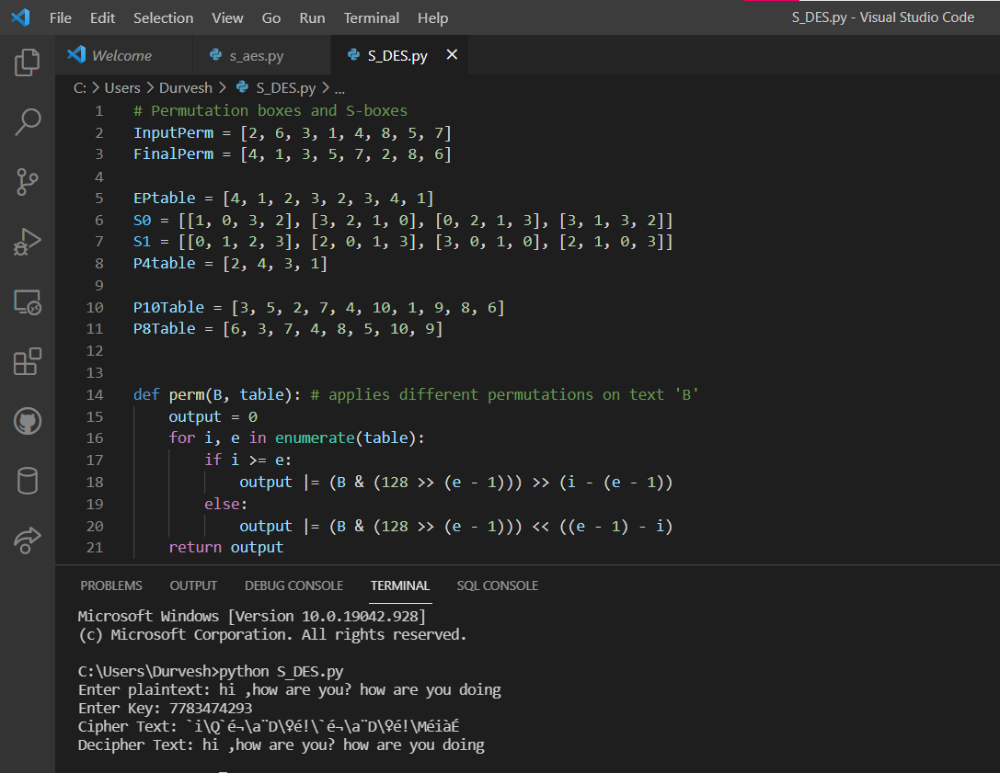 File Edit Selection View Go Run Terminal Help S_DES.py - Visual Studio Code
Welcome s_aes.py S_DES.py ×
C: > Users > Durvesh > S_DES.py > ...
1 # Permutation boxes and S-boxes
2 InputPerm = [2, 6, 3, 1, 4, 8, 5, 7]
3 FinalPerm = [4, 1, 3, 5, 7, 2, 8, 6]
4
5 EPtable = [4, 1, 2, 3, 2, 3, 4, 1]
6 S0 = [[1, 0, 3, 2], [3, 2, 1, 0], [0, 2, 1, 3], [3, 1, 3, 2]]
7 S1 = [[0, 1, 2, 3], [2, 0, 1, 3], [3, 0, 1, 0], [2, 1, 0, 3]]
8 P4table = [2, 4, 3, 1]
9
10 P10Table = [3, 5, 2, 7, 4, 10, 1, 9, 8, 6]
11 P8Table = [6, 3, 7, 4, 8, 5, 10, 9]
12
13
14 def perm(B, table): # applies different permutations on text 'B'
15 output = 0
16 for i, e in enumerate(table):
17 if i >= e:
18 output |= (B & (128 >> (e - 1))) >> (i - (e - 1))
19 else:
20 output |= (B & (128 >> (e - 1))) << ((e - 1) - i)
21 return output
PROBLEMS OUTPUT DEBUG CONSOLE TERMINAL SQL CONSOLE
Microsoft Windows [Version 10.0.19042.928]
(c) Microsoft Corporation. All rights reserved.
C:\Users\Durvesh>python S_DES.py
Enter plaintext: hi ,how are you? how are you doing
Enter Key: 7783474293
Cipher Text: `i\Q`é¬\a¨D\♀é!\`é¬\a¨D\♀é!\MéiàÉ
Decipher Text: hi ,how are you? how are you doing